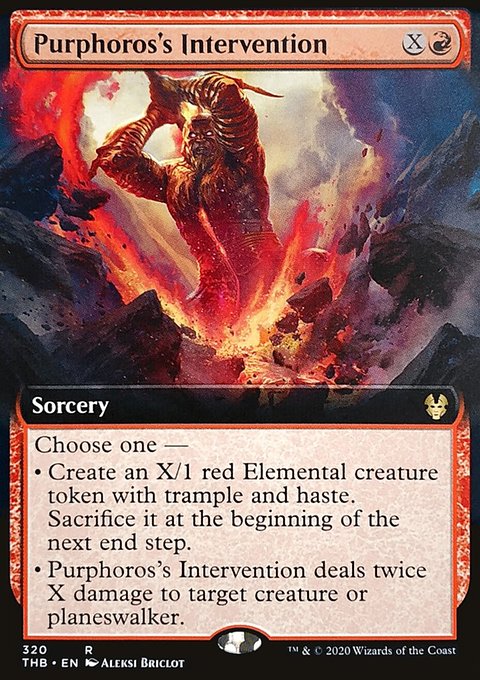 Purphoros's Intervention X
Sorcery
Choose one —
• Create an X/1 red Elemental creature
token with trample and haste.
Sacrifice it at the beginning of the
next end step.
• Purphoros's Intervention deals twice
X damage to target creature or
planeswalker.
320 R
THB • EN Aleksi Briclot
™ & © 2020 Wizards of the Coast